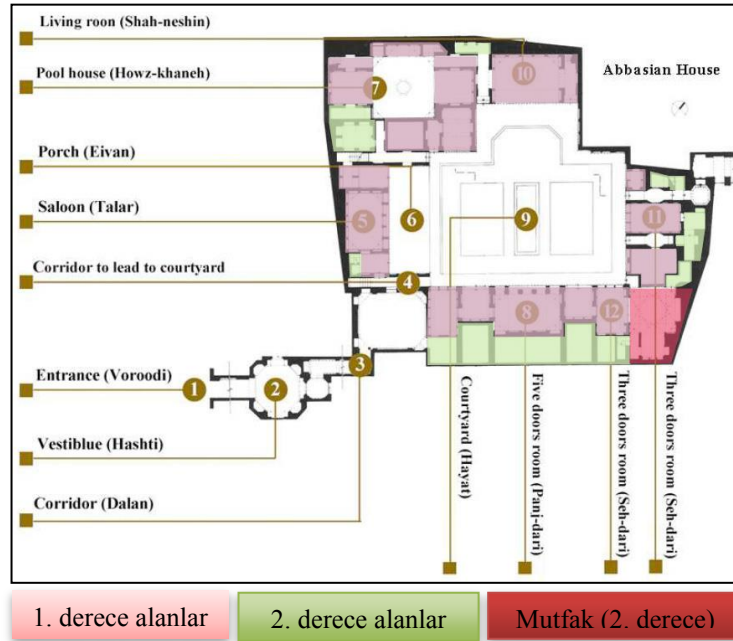 Living roon (Shah-neshin)
Pool house (Howz-khaneh)
Porch (Eivan)
Saloon (Talar)
Corridor to lead to courtyard
Entrance (Voroodi)
Vestiblue (Hashti)
Corridor (Dalan)
Abbasian House
10
7
5
6
9
11
4
8
12
3
1
2
Courtyard (Hayat)
Five doors room (Panj-dari)
Three doors room (Seh-dari)
Three doors room (Seh-dari)
1. derece alanlar
2. derece alanlar
Mutfak (2. derece)